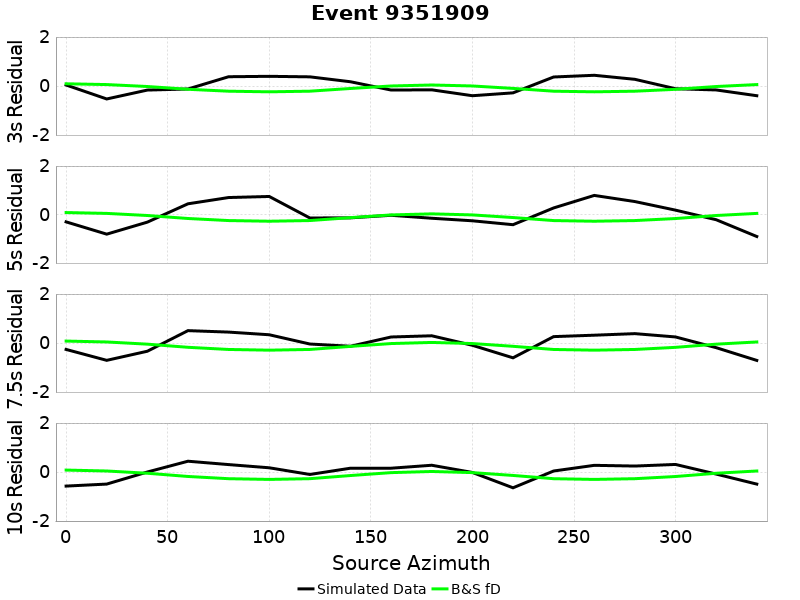 Event 9351909
3s Residual
2
0
-2
5s Residual
2
0
-2
7.5s Residual
2
0
-2
10s Residual
2
0
-2
0 50 100 150 200 250 300
Source Azimuth
Simulated Data B&S fD